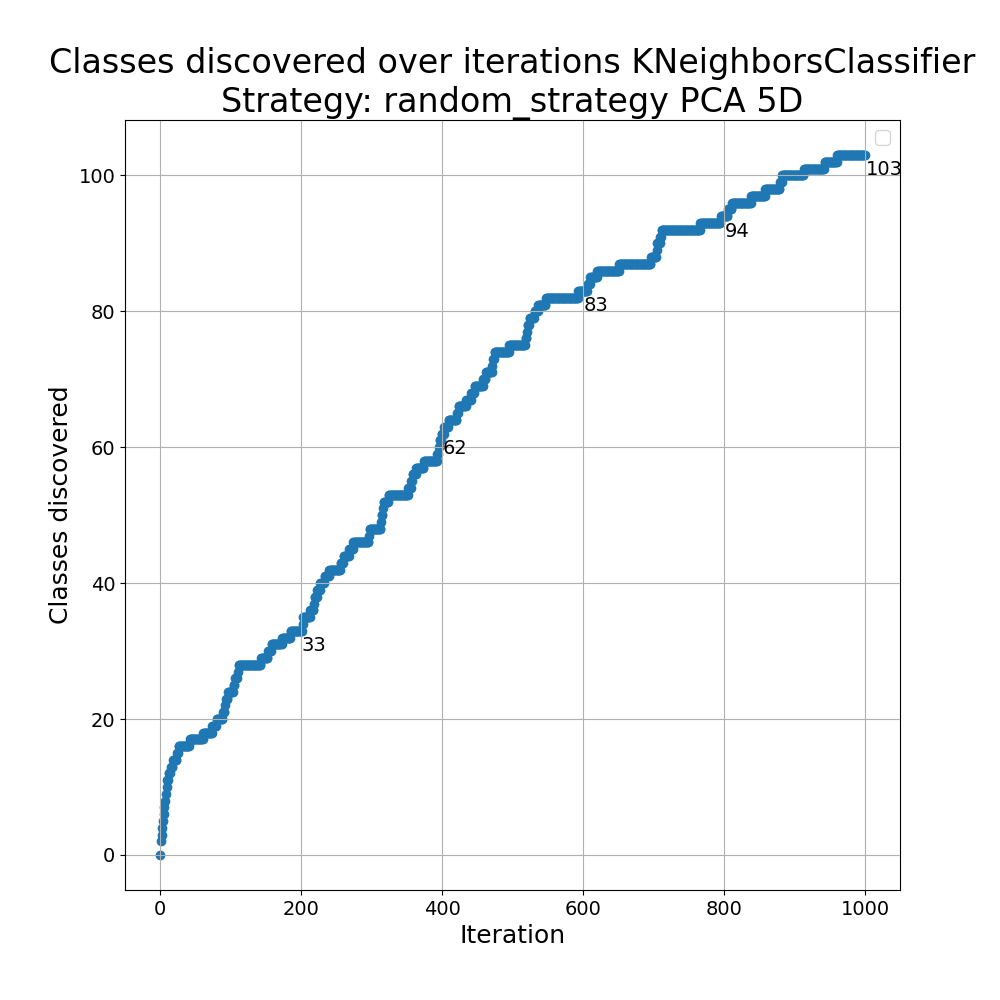 Classes discovered over iterations KNeighborsClassifier
Strategy: random_strategy PCA 5D
Classes discovered
100
80
60
40
20
0
103
94
83
62
33
0 200 400 600 800 1000
Iteration